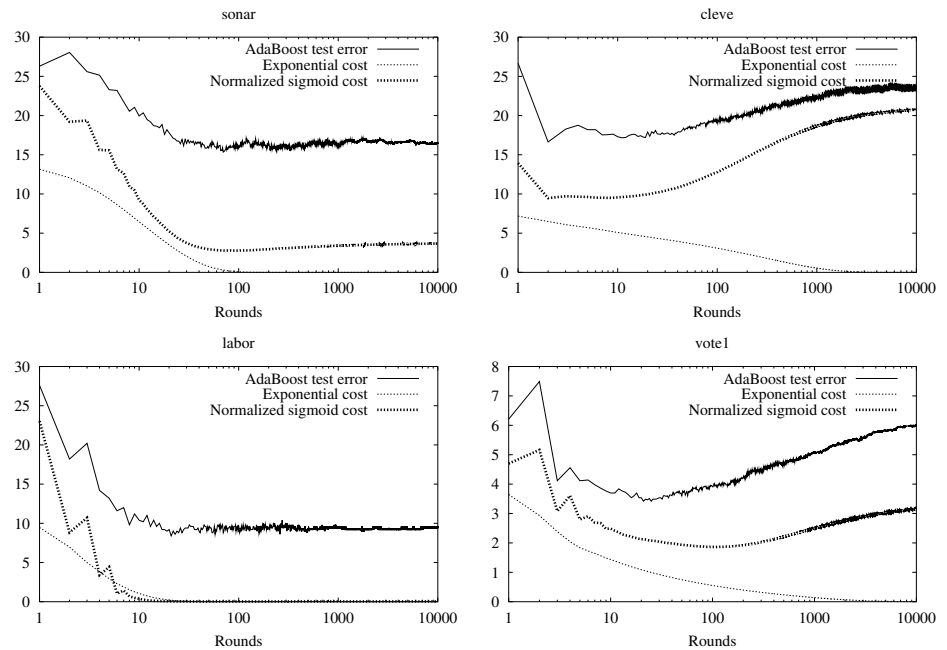 sonar
30
25
20
15
10
5
0
AdaBoost test error
Exponential cost
Normalized sigmoid cost
1 10 100 1000 10000
Rounds
cleve
30
25
20
15
10
5
0
AdaBoost test error
Exponential cost
Normalized sigmoid cost
1 10 100 1000 10000
Rounds
labor
30
25
20
15
10
5
0
AdaBoost test error
Exponential cost
Normalized sigmoid cost
1 10 100 1000 10000
Rounds
vote1
8
7
6
5
4
3
2
1
0
AdaBoost test error
Exponential cost
Normalized sigmoid cost
1 10 100 1000 10000
Rounds